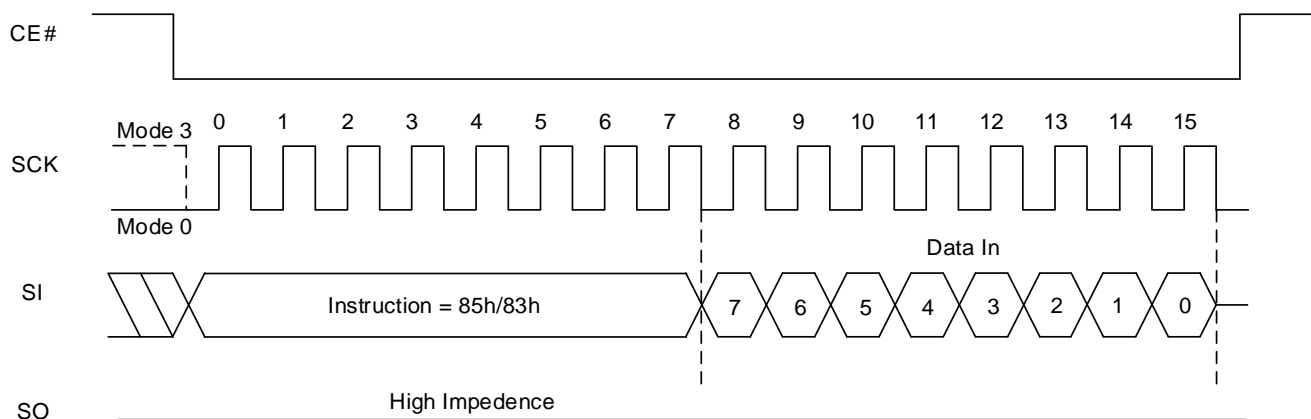 CE#
0 1 2 3 4 5 6 7 8 9 10 11 12 13 14 15
Mode 3
SCK
Mode 0
Data In
SI
Instruction = 85h/83h
7 6 5 4 3 2 1 0
High Impedence
SO